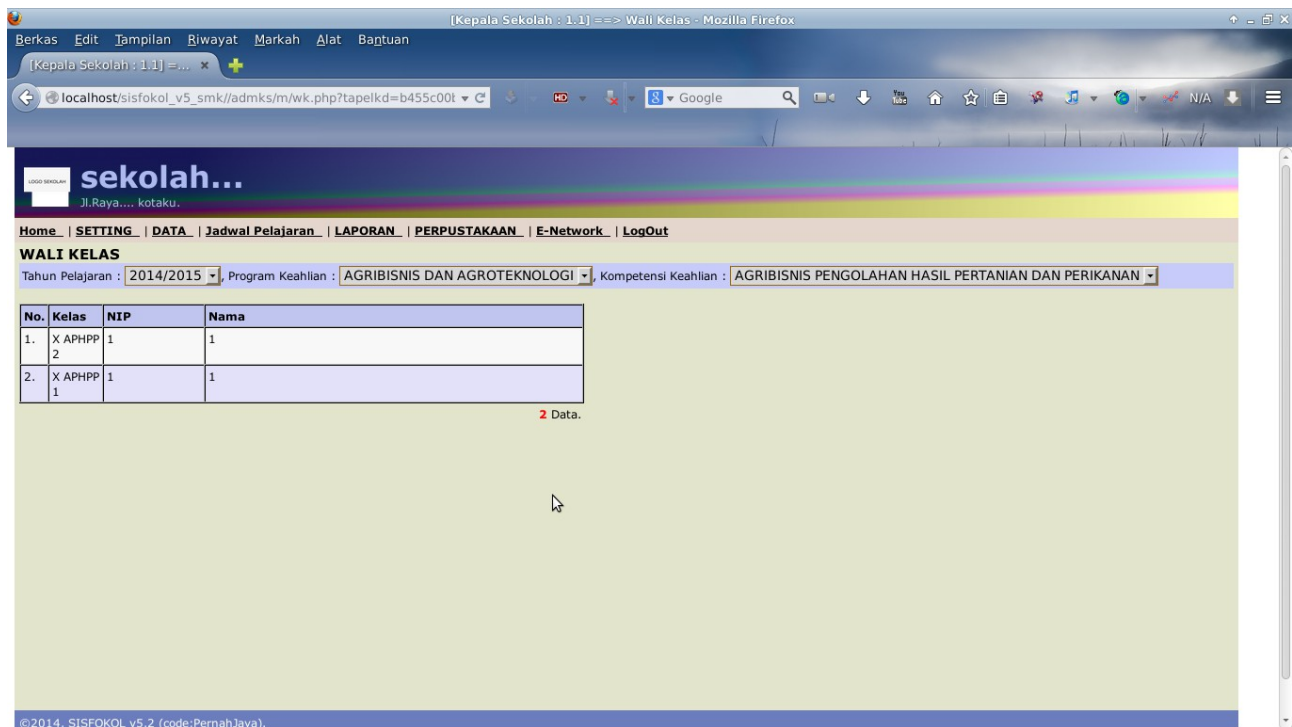 [Kepala Sekolah : 1.1] ==> Wali Kelas - Mozilla Firefox
Berkas Edit Tampilan Riwayat Markah Alat Bantuan
[Kepala Sekolah : 1.1] =...
localhost/sisfokol_v5_smk//admks/m/wk.php?tapelkd=b455c00b HD Google You Tube N/A
LOGO SEKOLAH
sekolah...
Jl.Raya.... kotaku.
Home | SETTING | DATA | Jadwal Pelajaran | LAPORAN | PERPUSTAKAAN | E-Network | LogOut
WALI KELAS
Tahun Pelajaran : 2014/2015 , Program Keahlian : AGRIBISNIS DAN AGROTEKNOLOGI , Kompetensi Keahlian : AGRIBISNIS PENGOLAHAN HASIL PERTANIAN DAN PERIKANAN
No. Kelas NIP Nama
1. X APHPP 2 1 1
2. X APHPP 1 1 1
2 Data.
©2014. SISFOKOL v5.2 (code:PernahJaya).